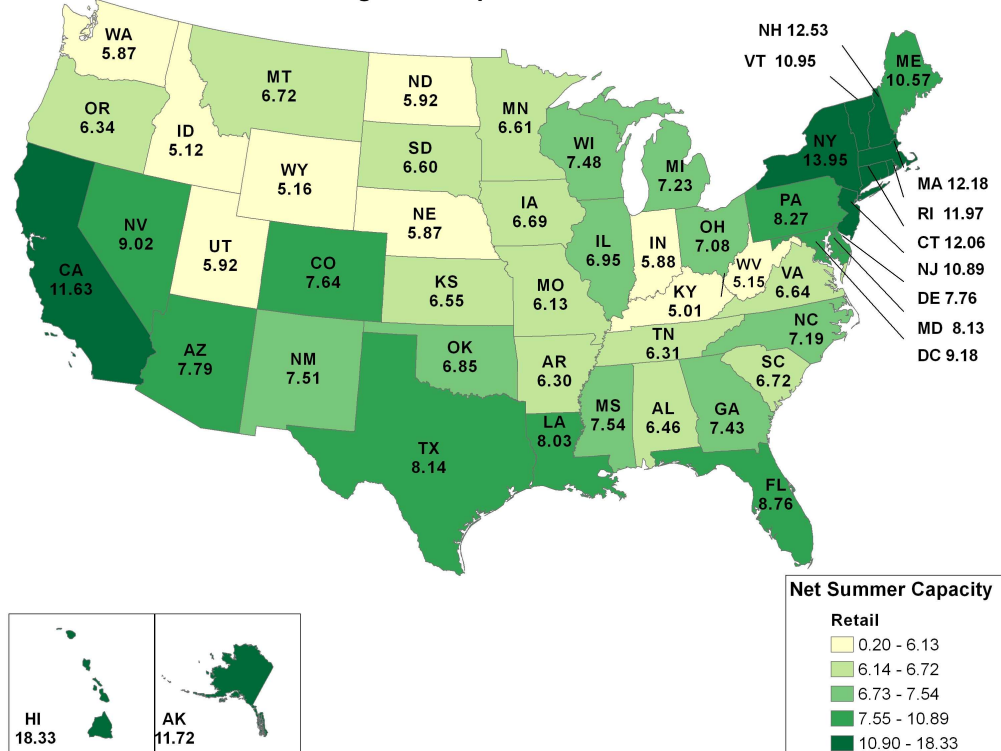 NH 12.53
VT 10.95
WA
5.87
MT
6.72
ND
5.92
ME
10.57
OR
6.34
MN
6.61
ID
5.12
WI
7.48
NY
13.95
SD
6.60
WY
5.16
MI
7.23
MA 12.18
IA
6.69
PA
8.27
RI 11.97
NE
5.87
NV
9.02
OH
7.08
CT 12.06
UT
5.92
IL
6.95
IN
5.88
CO
7.64
WV
5.15
NJ 10.89
CA
11.63
VA
6.64
KS
6.55
MO
6.13
KY
5.01
DE 7.76
MD 8.13
NC
7.19
TN
6.31
DC 9.18
AZ
7.79
NM
7.51
OK
6.85
AR
6.30
SC
6.72
MS
7.54
AL
6.46
GA
7.43
LA
8.03
TX
8.14
FL
8.76
Net Summer Capacity
Retail
0.20 - 6.13
6.14 - 6.72
6.73 - 7.54
7.55 - 10.89
10.90 - 18.33
HI
18.33
AK
11.72